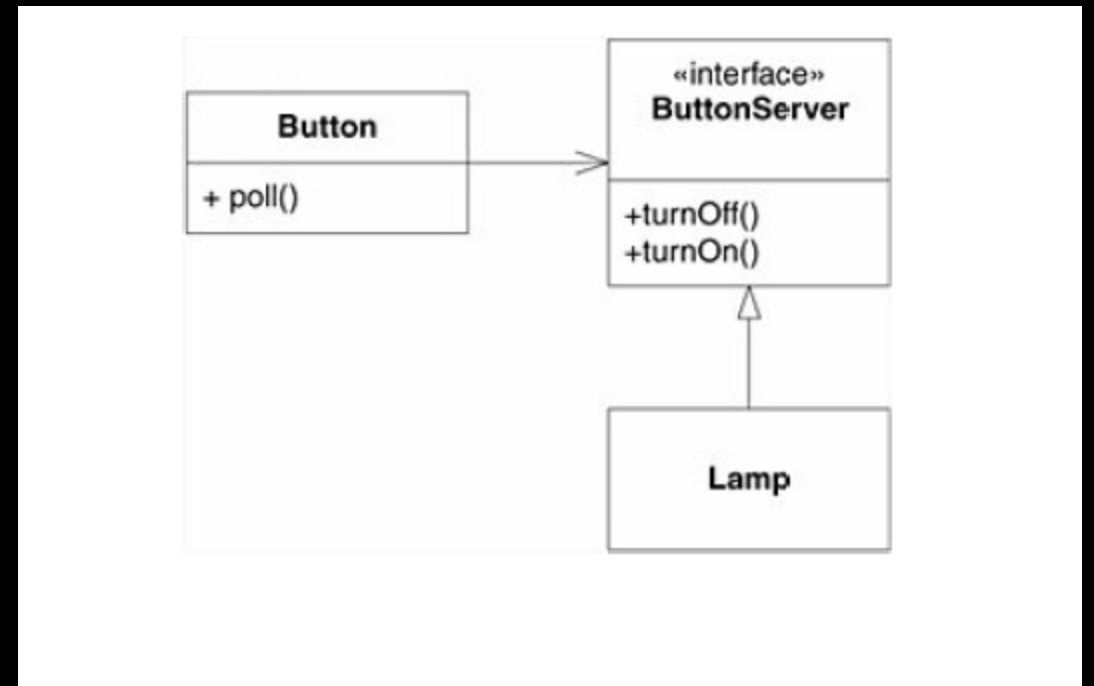 Button
+ poll()
«interface»
ButtonServer
+turnOff()
+turnOn()
Lamp